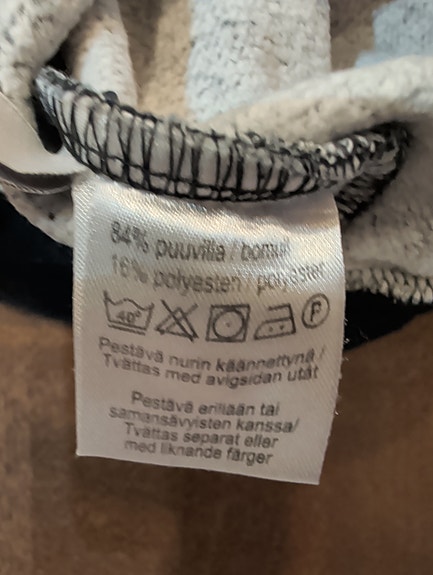 84% puuvilla / bomull
16% polyesteri / polyester
40°
P
Pestävä nurin käännettynä /
Tvättas med avigsidan utåt
Pestävä erillään tai
samansävyisten kanssa/
Tvättas separat eller
med liknande färger